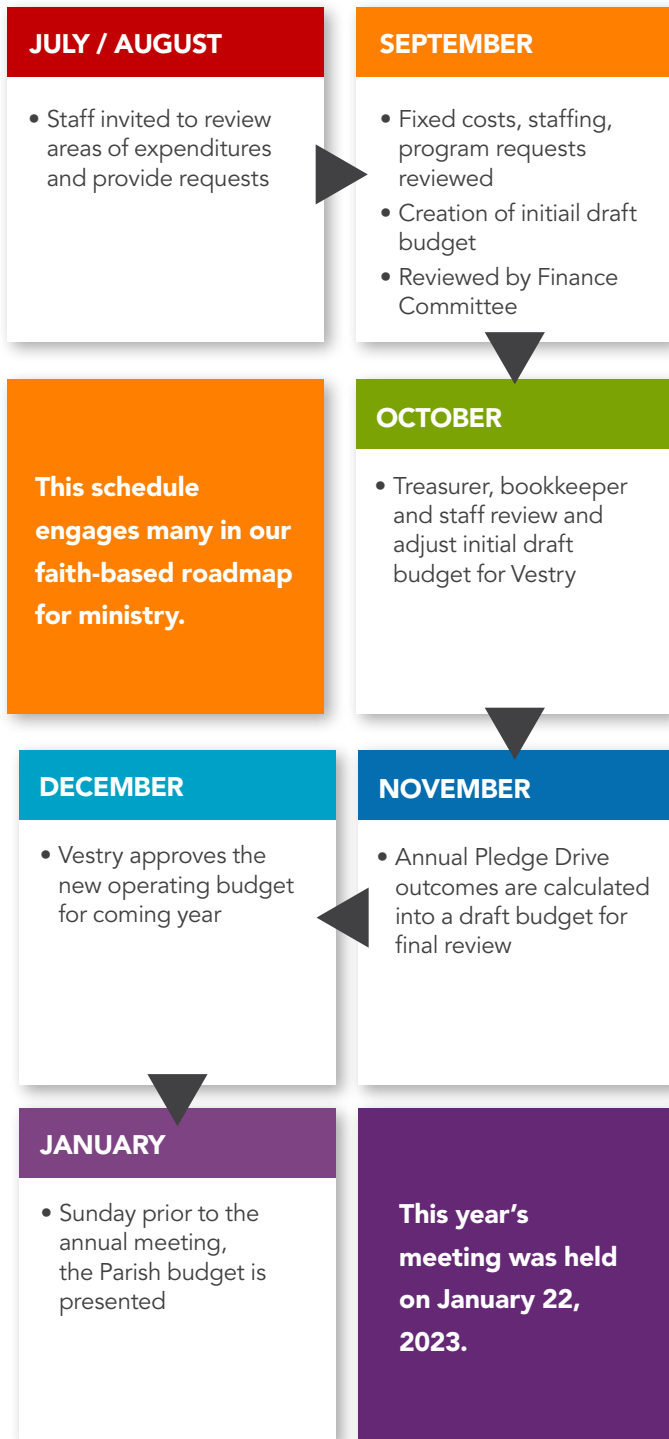 JULY / AUGUST
• Staff invited to review
areas of expenditures
and provide requests
SEPTEMBER
• Fixed costs, staffing,
program requests
reviewed
• Creation of initiail draft
budget
• Reviewed by Finance
Committee
This schedule
engages many in our
faith-based roadmap
for ministry.
OCTOBER
• Treasurer, bookkeeper
and staff review and
adjust initial draft
budget for Vestry
NOVEMBER
• Annual Pledge Drive
outcomes are calculated
into a draft budget for
final review
DECEMBER
• Vestry approves the
new operating budget
for coming year
JANUARY
• Sunday prior to the
annual meeting,
the Parish budget is
presented
This year’s
meeting was held
on January 22,
2023.